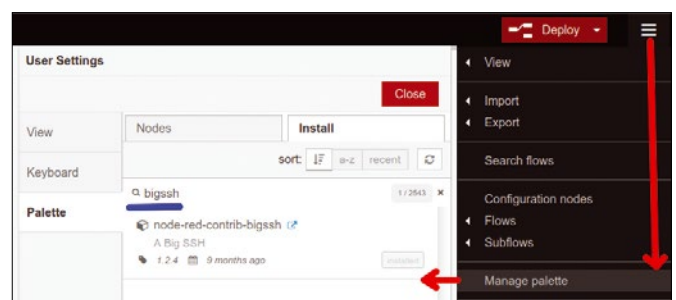 Deploy
User Settings
Close
View
Keyboard
Palette
Nodes
Install
sort:
a-z
recent
bigssh
1 / 2643
x
node-red-contrib-bigssh
A Big SSH
1.2.4
9 months ago
installed
View
Import
Export
Search flows
Configuration nodes
Flows
Subflows
Manage palette